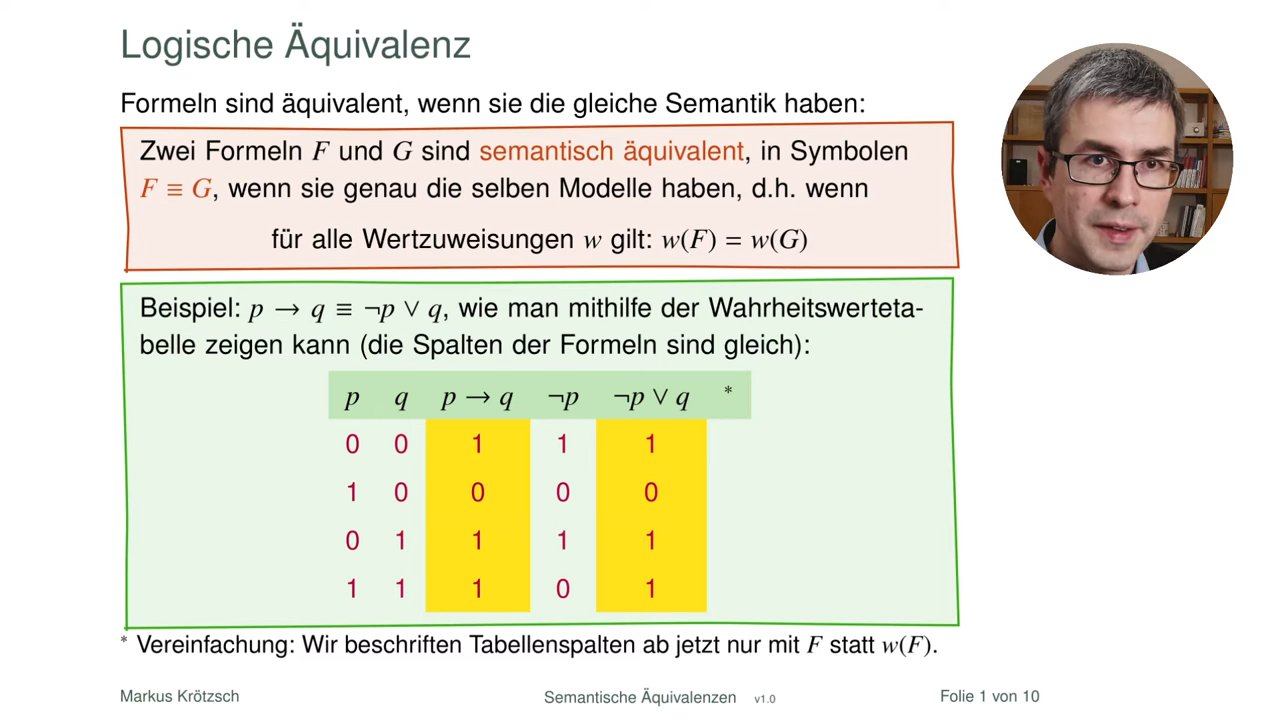 Logische Äquivalenz
Formeln sind äquivalent, wenn sie die gleiche Semantik haben:
Zwei Formeln F und G sind semantisch äquivalent, in Symbolen
F ≡ G, wenn sie genau die selben Modelle haben, d.h. wenn
für alle Wertzuweisungen w gilt: w(F) = w(G)
Beispiel: p → q ≡ ¬p ∨ q, wie man mithilfe der Wahrheitswerteta-
belle zeigen kann (die Spalten der Formeln sind gleich):
p q p → q ¬p ¬p ∨ q *
0 0 1 1 1
1 0 0 0 0
0 1 1 1 1
1 1 1 0 1
* Vereinfachung: Wir beschriften Tabellenspalten ab jetzt nur mit F statt w(F).
Markus Krötzsch Semantische Äquivalenzen v1.0 Folie 1 von 10